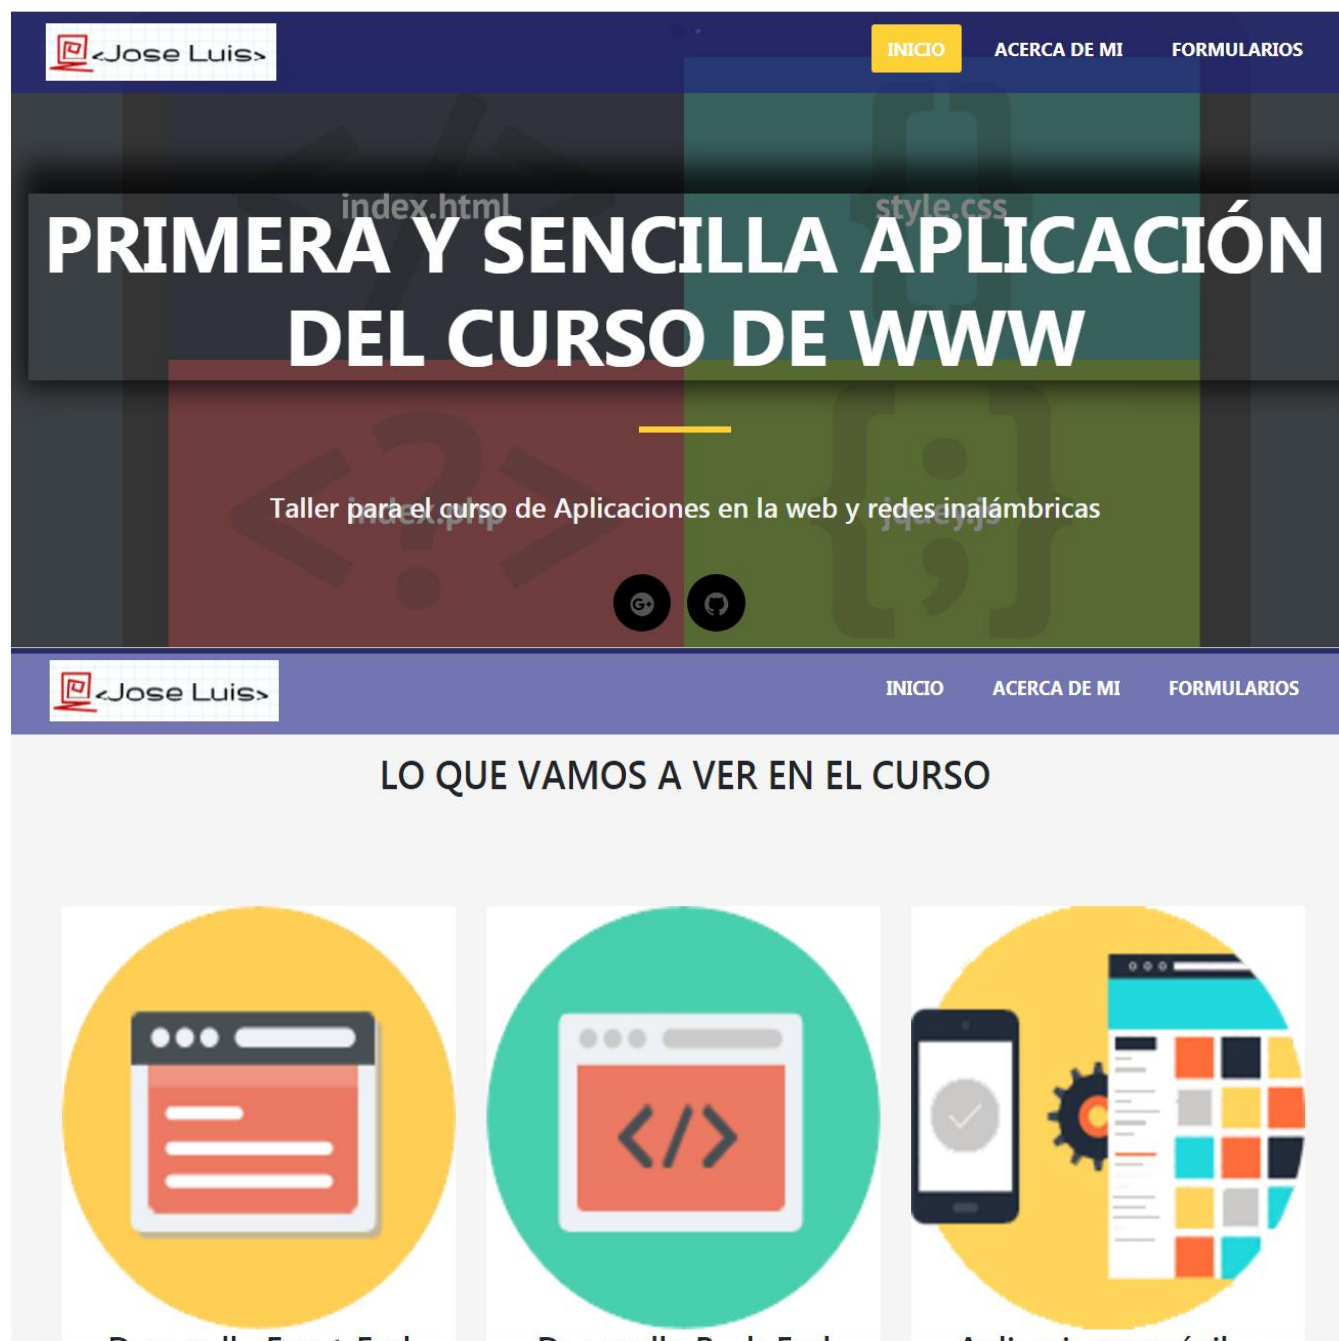 <Jose Luis>
INICIO ACERCA DE MI FORMULARIOS
index.html style.css
PRIMERA Y SENCILLA APLICACIÓN
DEL CURSO DE WWW
Taller para el curso de Aplicaciones en la web y redes inalámbricas
index.php jquey.js
G+
<Jose Luis>
INICIO ACERCA DE MI FORMULARIOS
LO QUE VAMOS A VER EN EL CURSO
</>